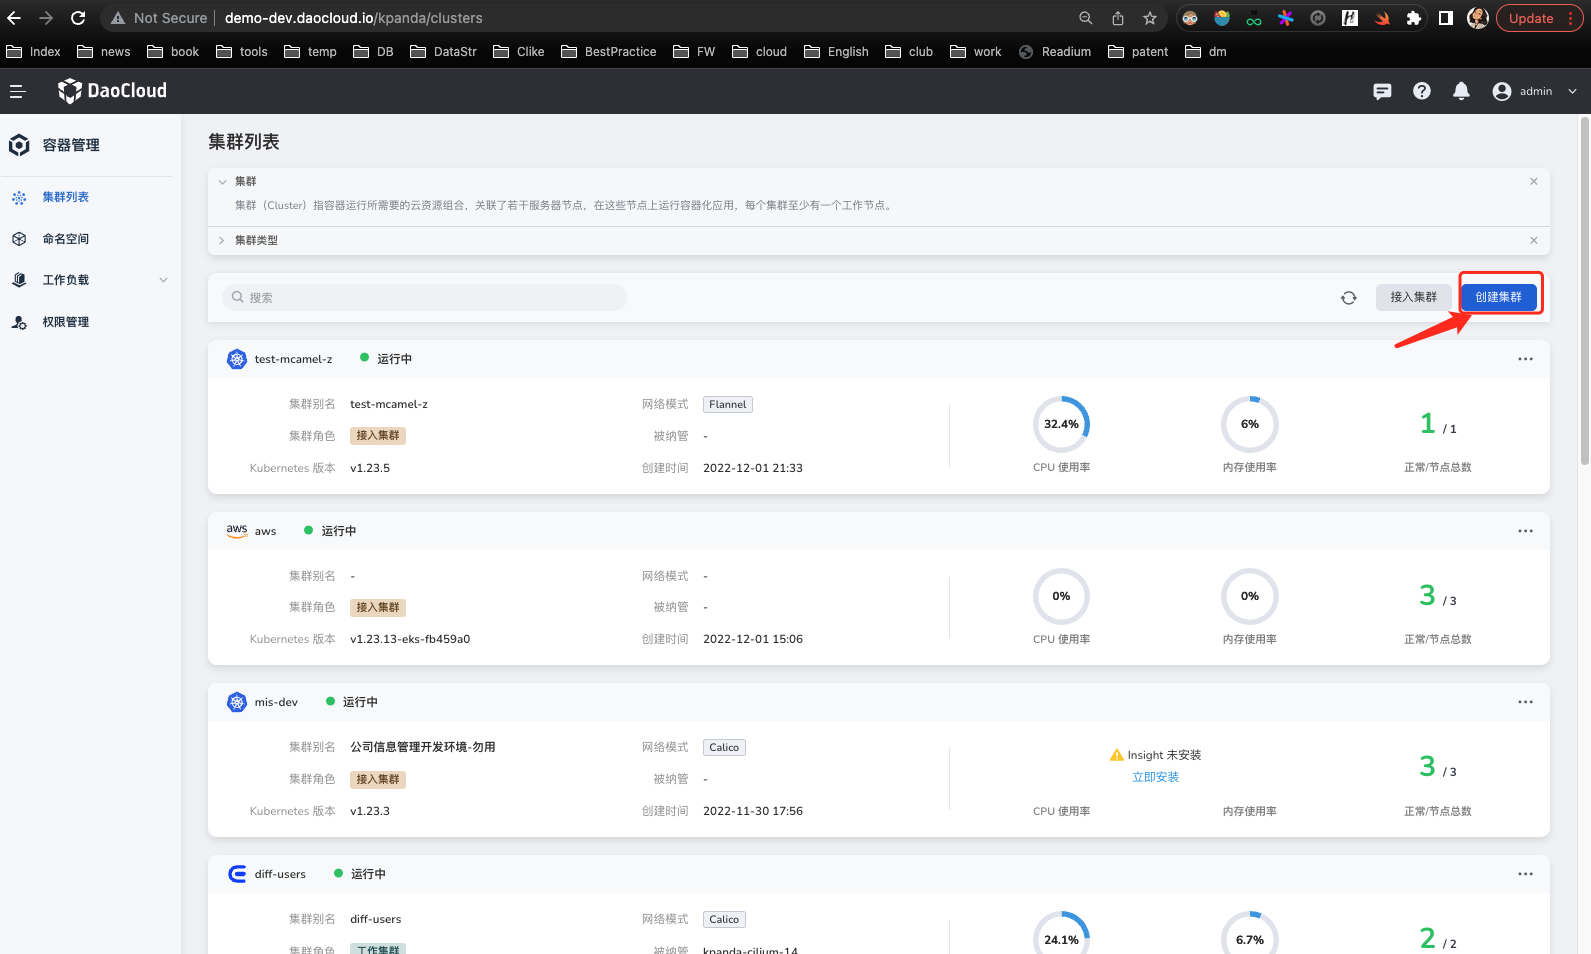 Not Secure demo-dev.daocloud.io/kpanda/clusters Update
Index news book tools temp DB DataStr Clike BestPractice FW cloud English club work Readium patent dm
DaoCloud admin
容器管理
集群列表
命名空间
工作负载
权限管理
集群列表
集群
集群（Cluster）指容器运行所需要的云资源组合，关联了若干服务器节点，在这些节点上运行容器化应用，每个集群至少有一个工作节点。
集群类型
搜索 接入集群 创建集群
test-mcamel-z 运行中
集群别名 test-mcamel-z 网络模式 Flannel
集群角色 接入集群 被纳管 -
Kubernetes 版本 v1.23.5 创建时间 2022-12-01 21:33
32.4% 6% 1 / 1
CPU 使用率 内存使用率 正常/节点总数
aws aws 运行中
集群别名 - 网络模式 -
集群角色 接入集群 被纳管 -
Kubernetes 版本 v1.23.13-eks-fb459a0 创建时间 2022-12-01 15:06
0% 0% 3 / 3
CPU 使用率 内存使用率 正常/节点总数
mis-dev 运行中
集群别名 公司信息管理开发环境-勿用 网络模式 Calico
集群角色 接入集群 被纳管 -
Kubernetes 版本 v1.23.3 创建时间 2022-11-30 17:56
Insight 未安装
立即安装
3 / 3
CPU 使用率 内存使用率 正常/节点总数
diff-users 运行中
集群别名 diff-users 网络模式 Calico
集群角色 工作集群 被纳管 kpanda-cilium-14
24.1% 6.7% 2 / 2